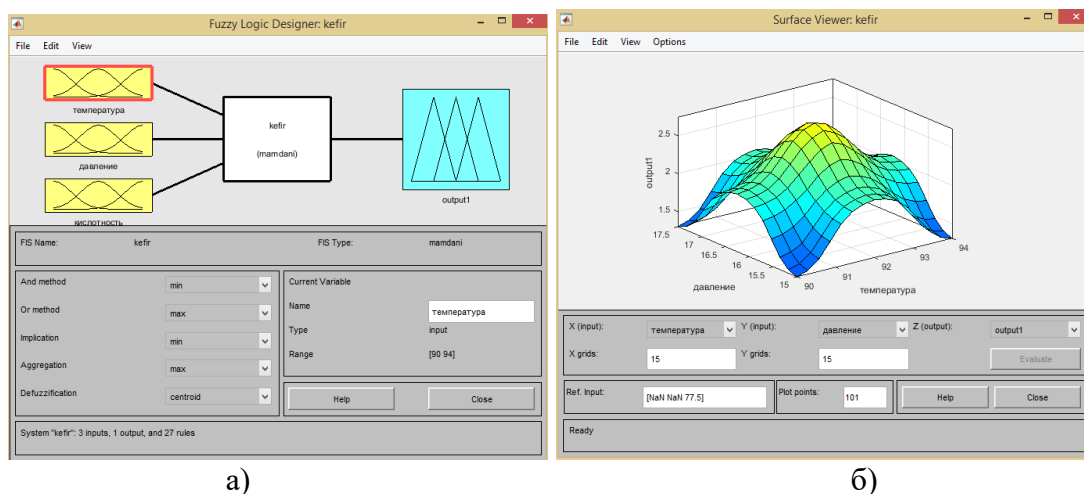 Fuzzy Logic Designer: kefir
File Edit View
температура
давление
кислотность
kefir
(mamdani)
output1
FIS Name: kefir FIS Type: mamdani
And method min
Or method max
Implication min
Aggregation max
Defuzzification centroid
Current Variable
Name температура
Type input
Range [90 94]
Help Close
System "kefir": 3 inputs, 1 output, and 27 rules
а)
Surface Viewer: kefir
File Edit View Options
2.5
2
1.5
output1
17.5
17
16.5
16
15.5
15
давление
90
91
92
93
94
температура
X (input): температура Y (input): давление Z (output): output1
X grids: 15 Y grids: 15 Evaluate
Ref. Input: [NaN NaN 77.5] Plot points: 101 Help Close
Ready
б)